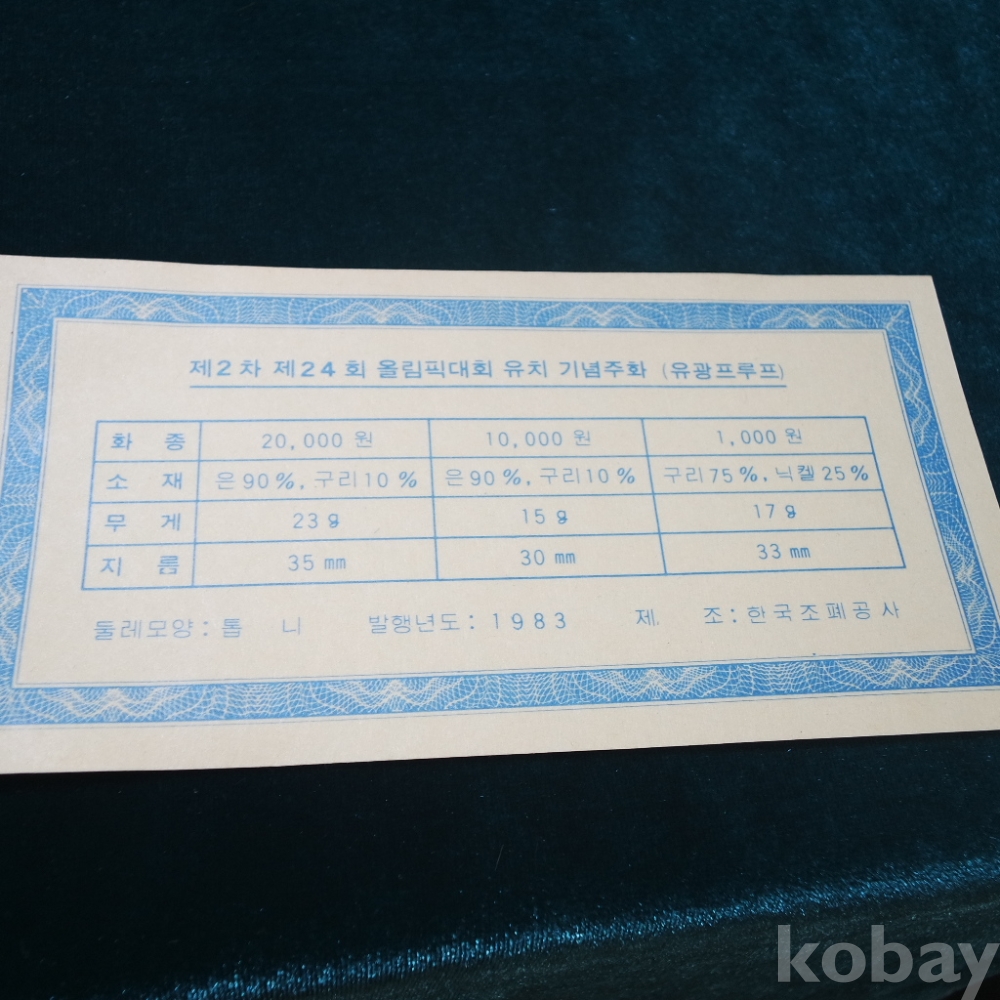 제2차 제24회 올림픽대회 유치 기념주화 (유광프루프)
화 종 20,000 원 10,000 원 1,000 원
소 재 은90%, 구리10% 은90%, 구리10% 구리75%, 닉켈25%
무 게 23g 15g 17g
지 름 35mm 30mm 33mm
둘레모양: 톱 니 발행년도: 1983 제 조: 한국조폐공사
kobay